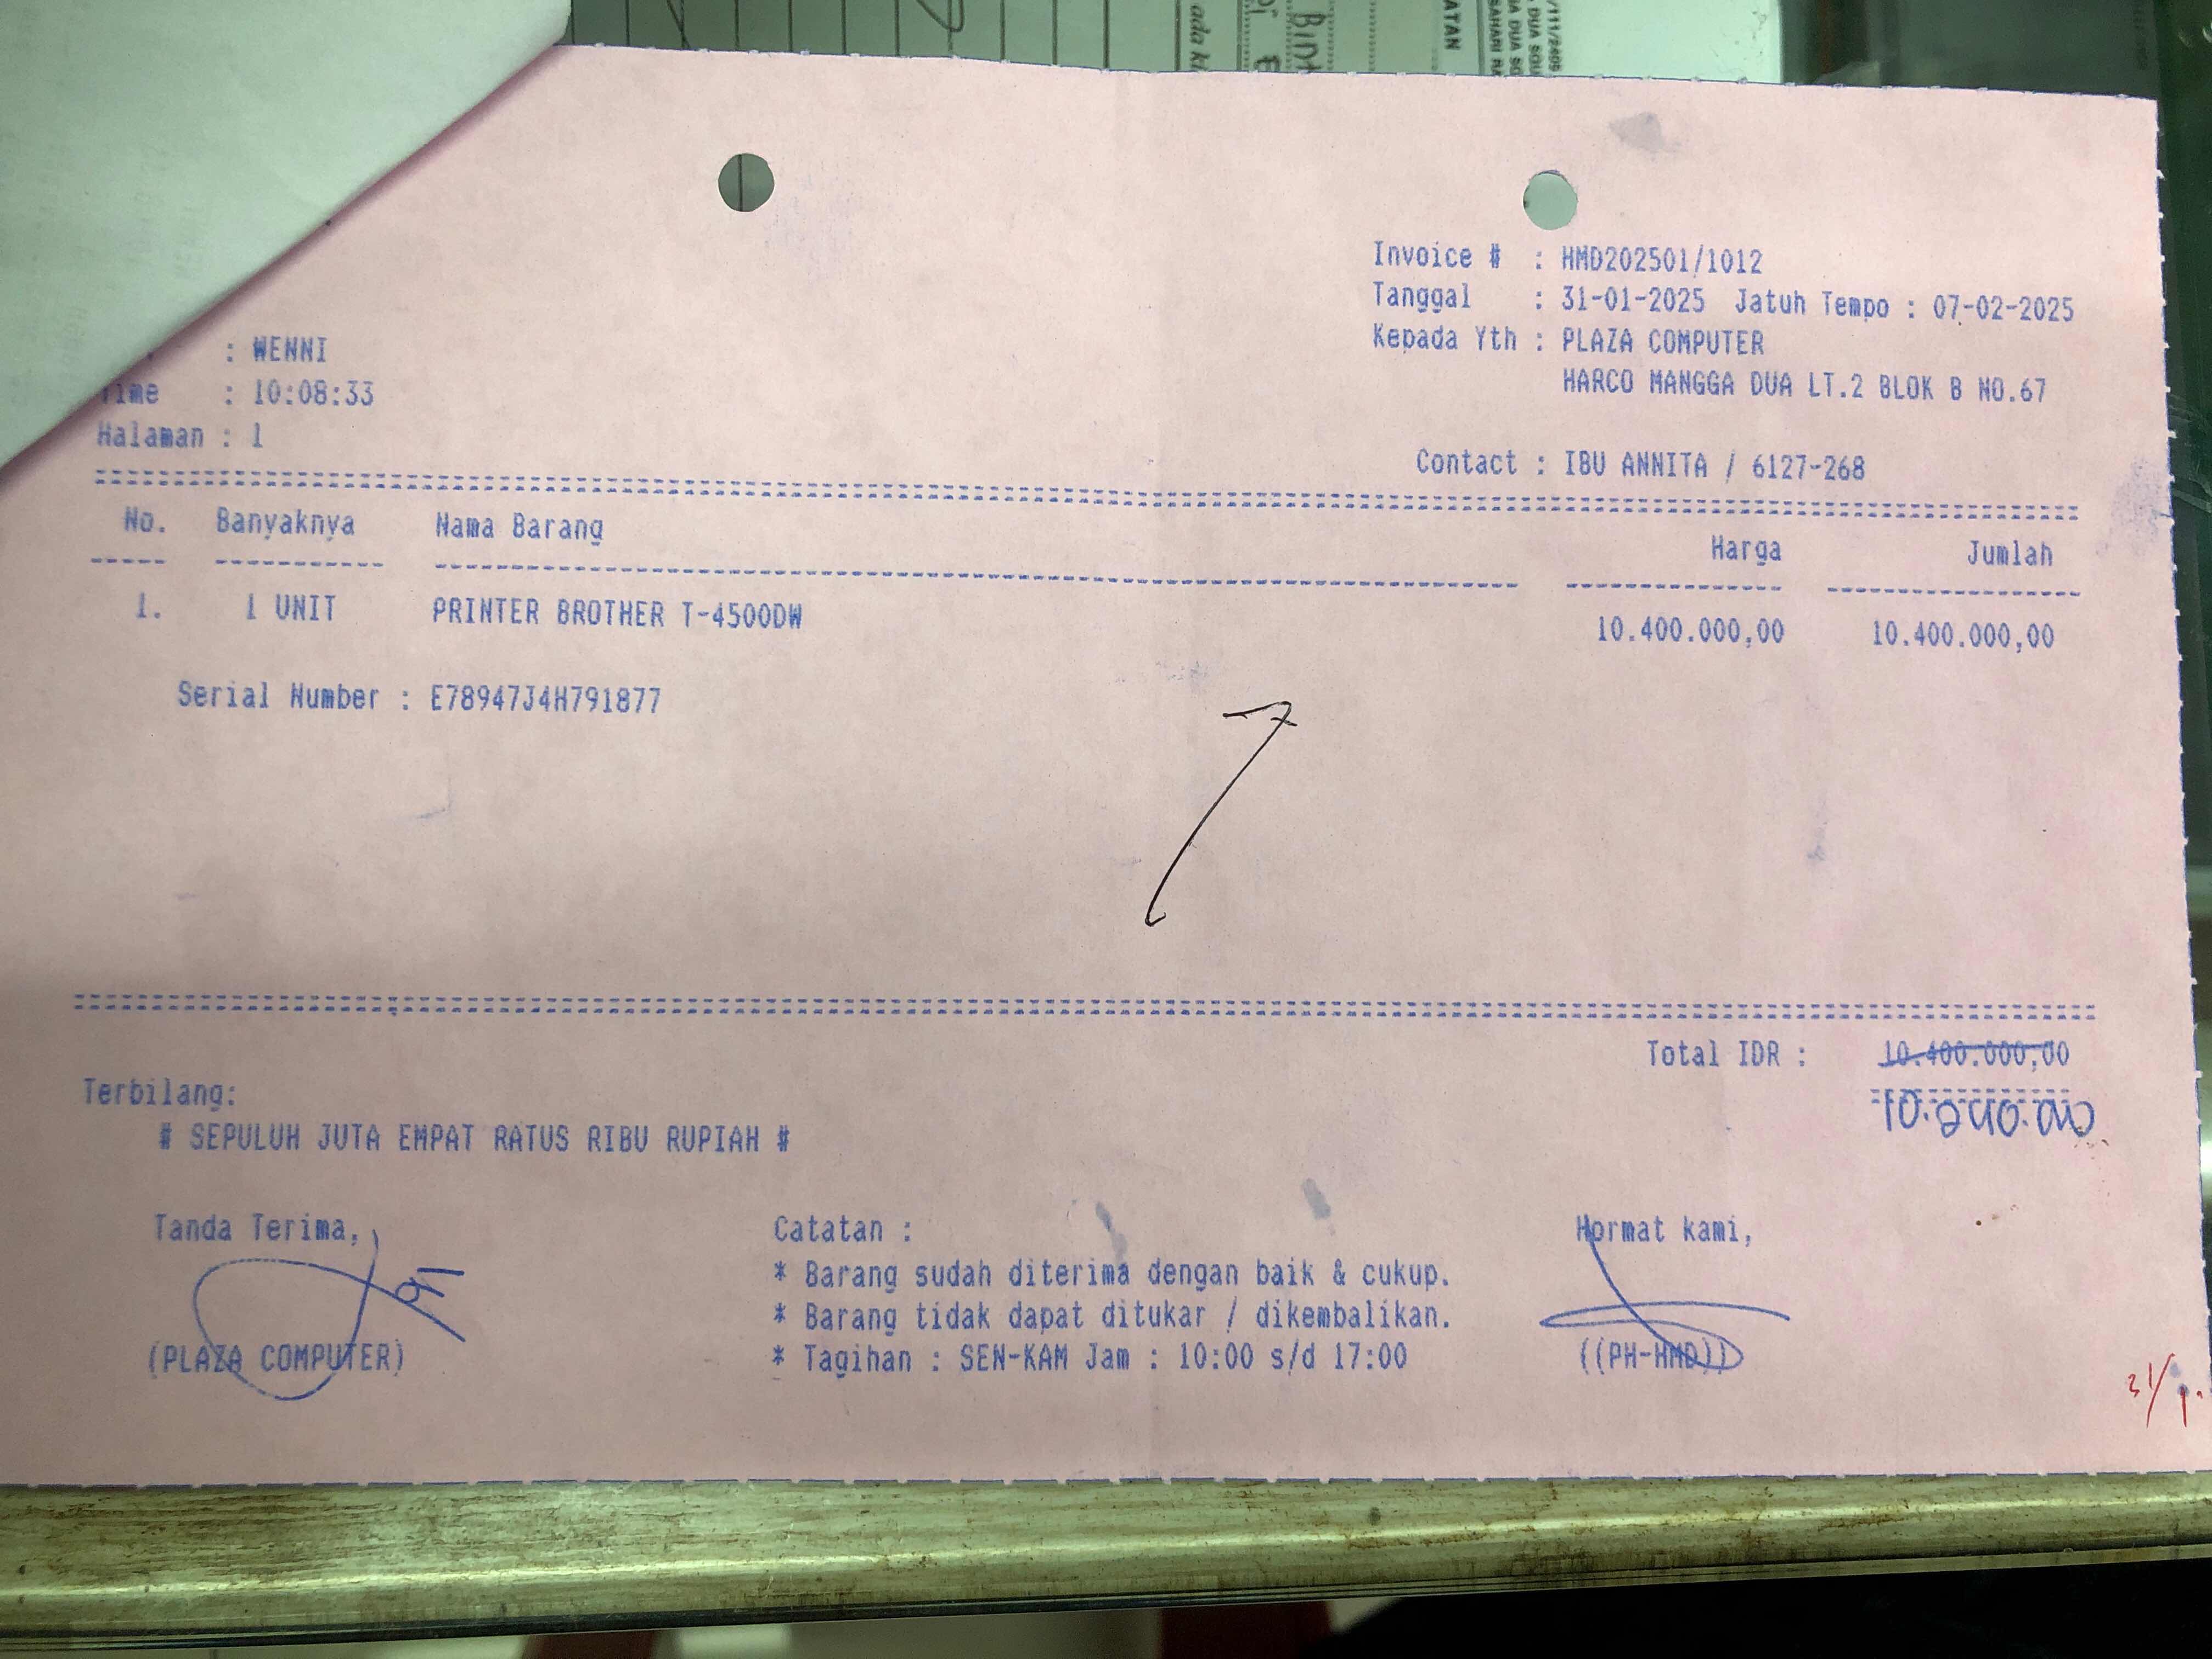 Invoice # : HMD202501/1012
Tanggal : 31-01-2025 Jatuh Tempo : 07-02-2025
Kepada Yth : PLAZA COMPUTER
HARCO MANGGA DUA LT.2 BLOK B NO.67
Contact : IBU ANNITA / 6127-268
: WENNI
Time : 10:08:33
Halaman : 1
No. Banyaknya Nama Barang Harga Jumlah
1. 1 UNIT PRINTER BROTHER T-4500DW 10.400.000,00 10.400.000,00
Serial Number : E78947J4H791877
Total IDR : 10.400.000,00
10.240.000
Terbilang:
# SEPULUH JUTA EMPAT RATUS RIBU RUPIAH #
Tanda Terima,
(PLAZA COMPUTER)
Catatan :
* Barang sudah diterima dengan baik & cukup.
* Barang tidak dapat ditukar / dikembalikan.
* Tagihan : SEN-KAM Jam : 10:00 s/d 17:00
Hormat kami,
((PH-HMD))